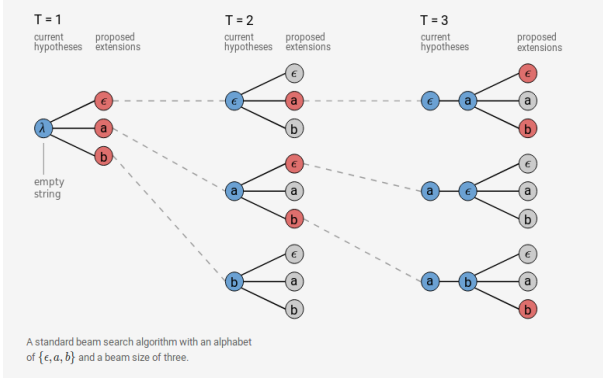 T = 1
T = 2
T = 3
current hypotheses
proposed extensions
current hypotheses
proposed extensions
current hypotheses
proposed extensions
λ
ϵ
a
b
empty string
ϵ
ϵ
a
b
a
ϵ
a
b
b
ϵ
a
b
ϵ
a
ϵ
a
b
a
ϵ
ϵ
a
b
a
b
ϵ
a
b
A standard beam search algorithm with an alphabet
of {ϵ, a, b} and a beam size of three.